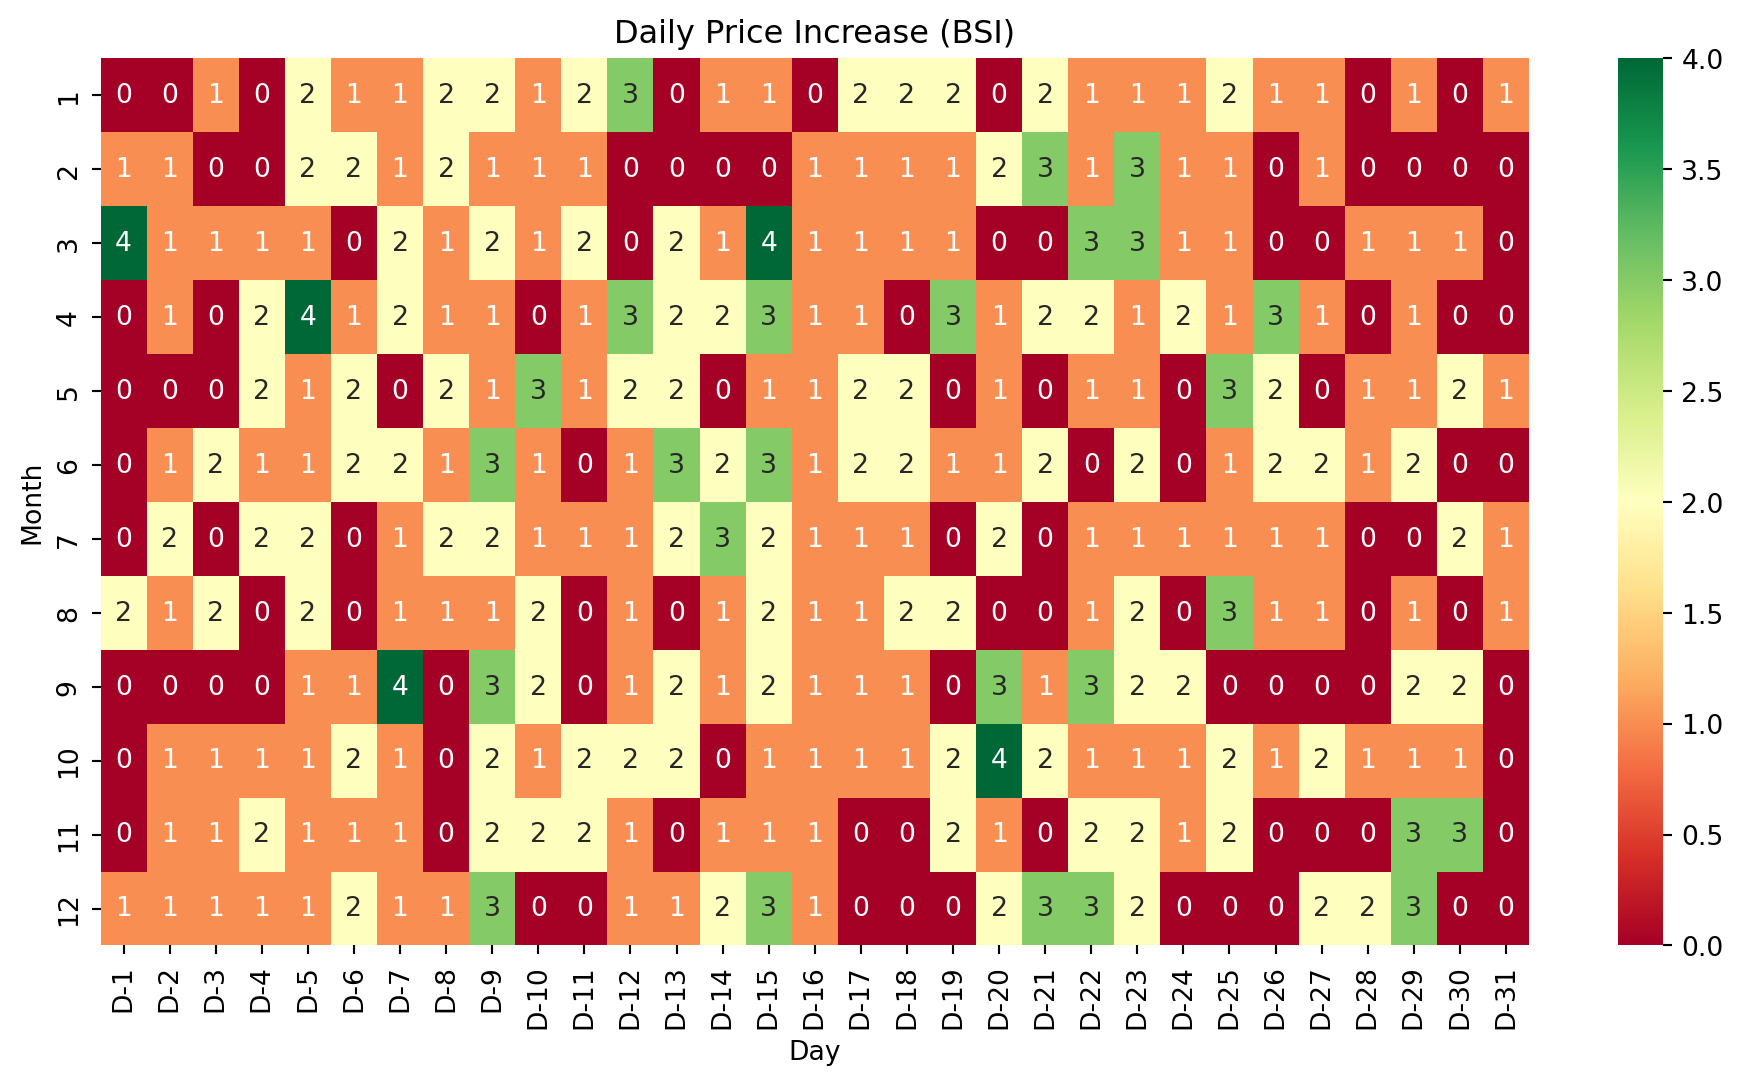 Daily Price Increase (BSI)
1 0 0 1 0 2 1 1 2 2 1 2 3 0 1 1 0 2 2 2 0 2 1 1 1 2 1 1 0 1 0 1
2 1 1 0 0 2 2 1 2 1 1 1 0 0 0 0 1 1 1 1 2 3 1 3 1 1 0 1 0 0 0 0
3 4 1 1 1 1 0 2 1 2 1 2 0 2 1 4 1 1 1 1 0 0 3 3 1 1 0 0 1 1 1 0
4 0 1 0 2 4 1 2 1 1 0 1 3 2 2 3 1 1 0 3 1 2 2 1 2 1 3 1 0 1 0 0
5 0 0 0 2 1 2 0 2 1 3 1 2 2 0 1 1 2 2 0 1 0 1 1 0 3 2 0 1 1 2 1
6 0 1 2 1 1 2 2 1 3 1 0 1 3 2 3 1 2 2 1 1 2 0 2 0 1 2 2 1 2 0 0
7 0 2 0 2 2 0 1 2 2 1 1 1 2 3 2 1 1 1 0 2 0 1 1 1 1 1 1 0 0 2 1
8 2 1 2 0 2 0 1 1 1 2 0 1 0 1 2 1 1 2 2 0 0 1 2 0 3 1 1 0 1 0 1
9 0 0 0 0 1 1 4 0 3 2 0 1 2 1 2 1 1 1 0 3 1 3 2 2 0 0 0 0 2 2 0
10 0 1 1 1 1 2 1 0 2 1 2 2 2 0 1 1 1 1 2 4 2 1 1 1 2 1 2 1 1 1 0
11 0 1 1 2 1 1 1 0 2 2 2 1 0 1 1 1 0 0 2 1 0 2 2 1 2 0 0 0 3 3 0
12 1 1 1 1 1 2 1 1 3 0 0 1 1 2 3 1 0 0 0 2 3 3 2 0 0 0 2 2 3 0 0
Month
D-1 D-2 D-3 D-4 D-5 D-6 D-7 D-8 D-9 D-10 D-11 D-12 D-13 D-14 D-15 D-16 D-17 D-18 D-19 D-20 D-21 D-22 D-23 D-24 D-25 D-26 D-27 D-28 D-29 D-30 D-31
Day
4.0
3.5
3.0
2.5
2.0
1.5
1.0
0.5
0.0